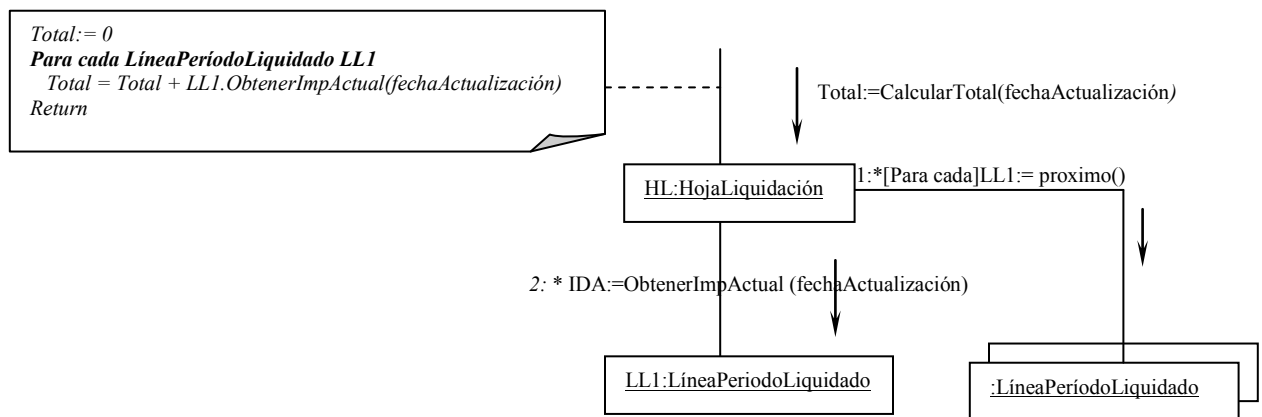 Total:= 0
Para cada LíneaPeríodoLiquidado LL1
Total = Total + LL1.ObtenerImpActual(fechaActualización)
Return
Total:=CalcularTotal(fechaActualización)
HL:HojaLiquidación
1:*[Para cada]LL1:= proximo()
2: * IDA:=ObtenerImpActual (fechaActualización)
LL1:LíneaPeriodoLiquidado
:LíneaPeríodoLiquidado